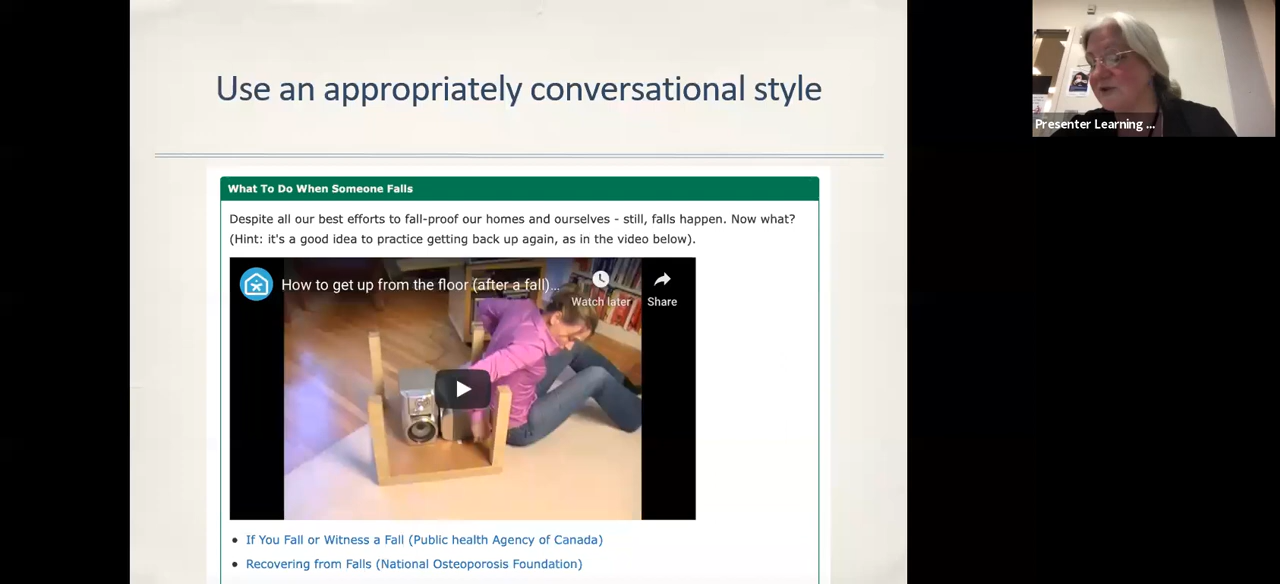 Use an appropriately conversational style
Presenter Learning ...
What To Do When Someone Falls
Despite all our best efforts to fall-proof our homes and ourselves - still, falls happen. Now what?
(Hint: it's a good idea to practice getting back up again, as in the video below).
How to get up from the floor (after a fall)...
Watch later
Share
If You Fall or Witness a Fall (Public health Agency of Canada)
Recovering from Falls (National Osteoporosis Foundation)